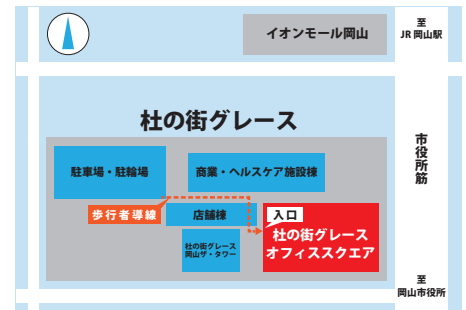 イオンモール岡山
至
JR岡山駅
杜の街グレース
市役所筋
駐車場・駐輪場
商業・ヘルスケア施設棟
歩行者導線
店舗棟
入口
杜の街グレース
オフィススクエア
杜の街グレース
岡山ザ・タワー
至
岡山市役所